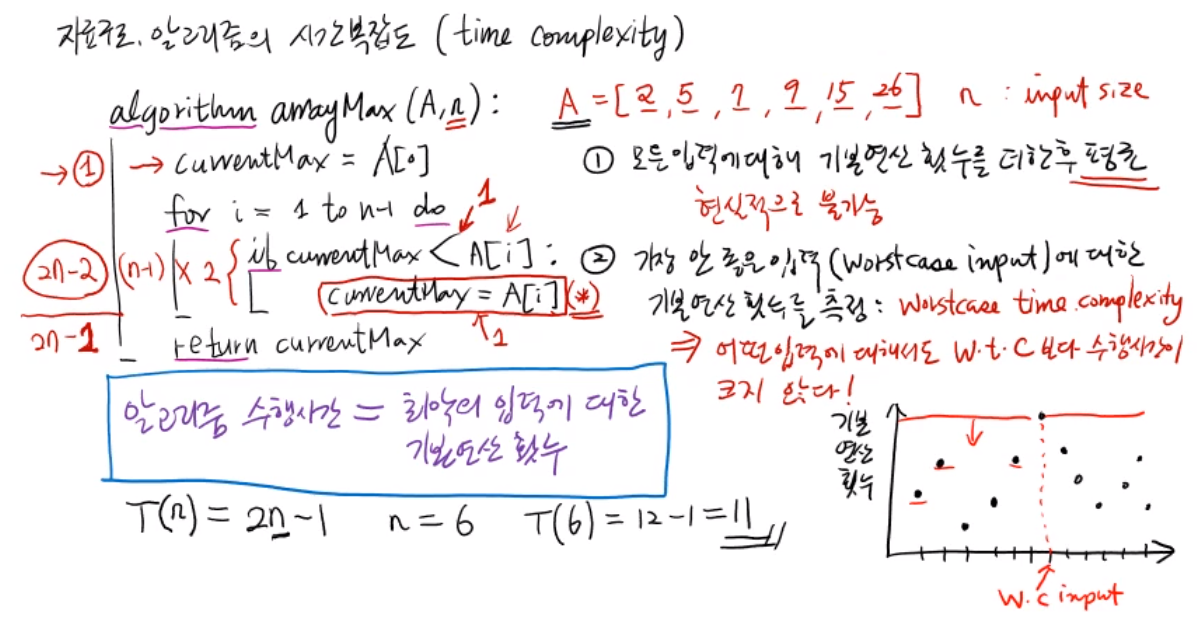 자료구조. 알고리즘의 시간복잡도 (time complexity)
algorithm arrayMax (A,n):
→ ① → currentMax = A[0]
for i = 1 to n-1 do
1
2n-2 (n-1) × 2 { if currentMax < A[i] :
currentMax = A[i] (*)
1
2n-1
return currentMax
A = [2, 5, 7, 9, 15, 26] n : input size
① 모든 입력에 대해 기본연산 횟수를 더한후 평균
현실적으로 불가능
② 가장 안 좋은 입력 (worstcase input)에 대한
기본연산 횟수를 측정: worstcase time complexity
⇒ 어떤 입력에 대해서도 W.t.C 보다 수행시간이
크지 않다!
알고리즘 수행시간 = 최악의 입력에 대한
기본연산 횟수
T(n) = 2n-1 n = 6 T(6) = 12-1 = 11
기본
연산
횟수
W.C input